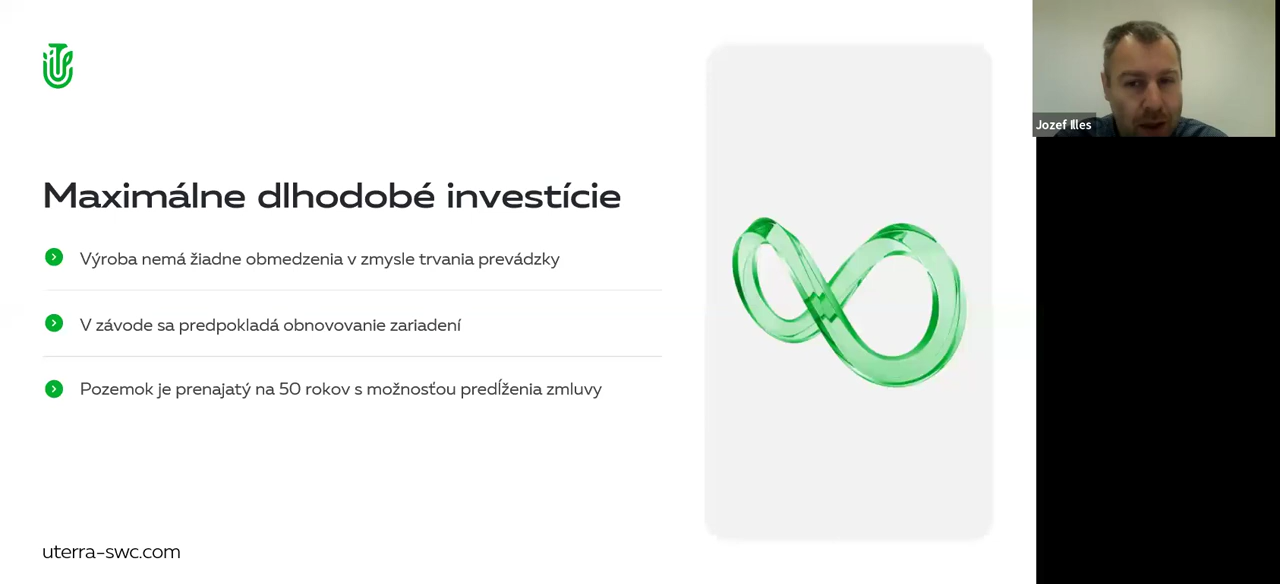 Maximálne dlhodobé investície
Výroba nemá žiadne obmedzenia v zmysle trvania prevádzky
V závode sa predpokladá obnovovanie zariadení
Pozemok je prenajatý na 50 rokov s možnosťou predĺženia zmluvy
uterra-swc.com
Jozef Illes